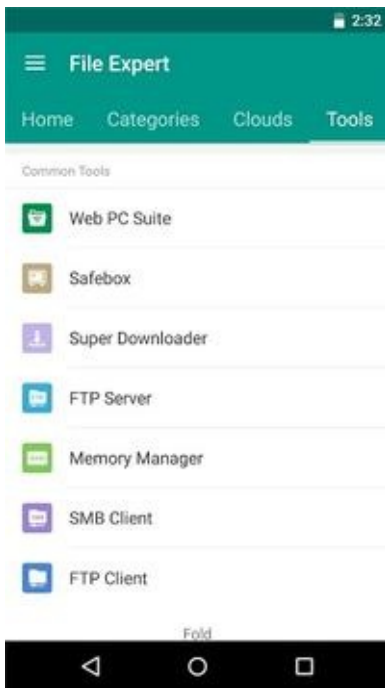 2:32
File Expert
Home Categories Clouds Tools
Common Tools
Web PC Suite
Safebox
Super Downloader
FTP Server
Memory Manager
SMB Client
FTP Client
Fold